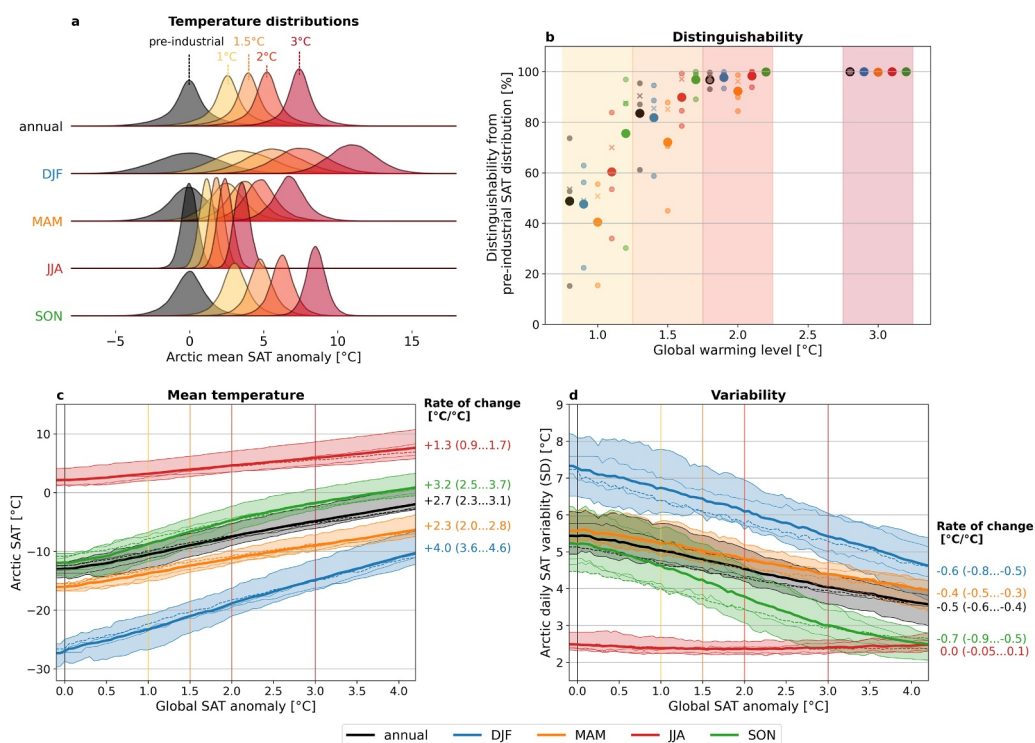 a
Temperature distributions
pre-industrial
1°C
1.5°C
2°C
3°C
annual
DJF
MAM
JJA
SON
−5
0
5
10
15
Arctic mean SAT anomaly [°C]
b
Distinguishability
Distinguishability from
pre-industrial SAT distribution [%]
100
80
60
40
20
0
1.0
1.5
2.0
2.5
3.0
Global warming level [°C]
c
Mean temperature
Rate of change
[°C/°C]
Arctic SAT [°C]
10
0
−10
−20
−30
+1.3 (0.9...1.7)
+3.2 (2.5...3.7)
+2.7 (2.3...3.1)
+2.3 (2.0...2.8)
+4.0 (3.6...4.6)
0.0 0.5 1.0 1.5 2.0 2.5 3.0 3.5 4.0
Global SAT anomaly [°C]
d
Variability
Arctic daily SAT variability (SD) [°C]
9
8
7
6
5
4
3
2
Rate of change
[°C/°C]
-0.6 (-0.8...-0.5)
-0.4 (-0.5...-0.3)
-0.5 (-0.6...-0.4)
-0.7 (-0.9...-0.5)
0.0 (-0.05...0.1)
0.0 0.5 1.0 1.5 2.0 2.5 3.0 3.5 4.0
Global SAT anomaly [°C]
annual DJF MAM JJA SON